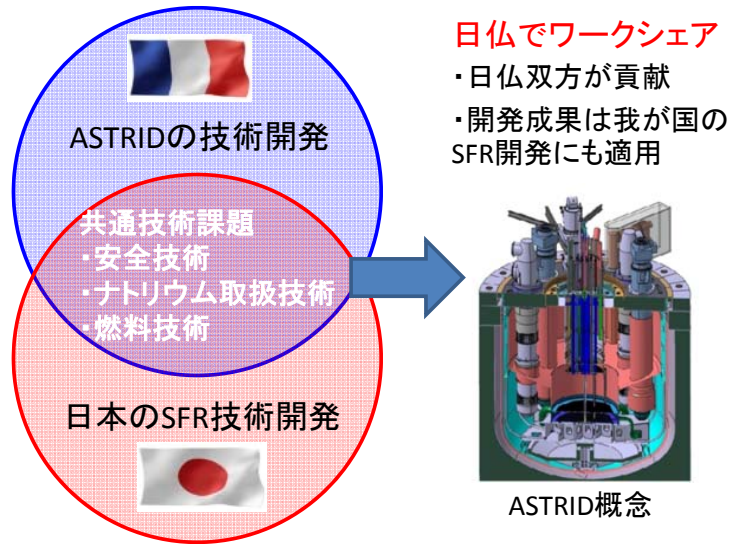 ASTRIDの技術開発
共通技術課題
・安全技術
・ナトリウム取扱技術
・燃料技術
日本のSFR技術開発
日仏でワークシェア
・日仏双方が貢献
・開発成果は我が国の
SFR開発にも適用
ASTRID概念